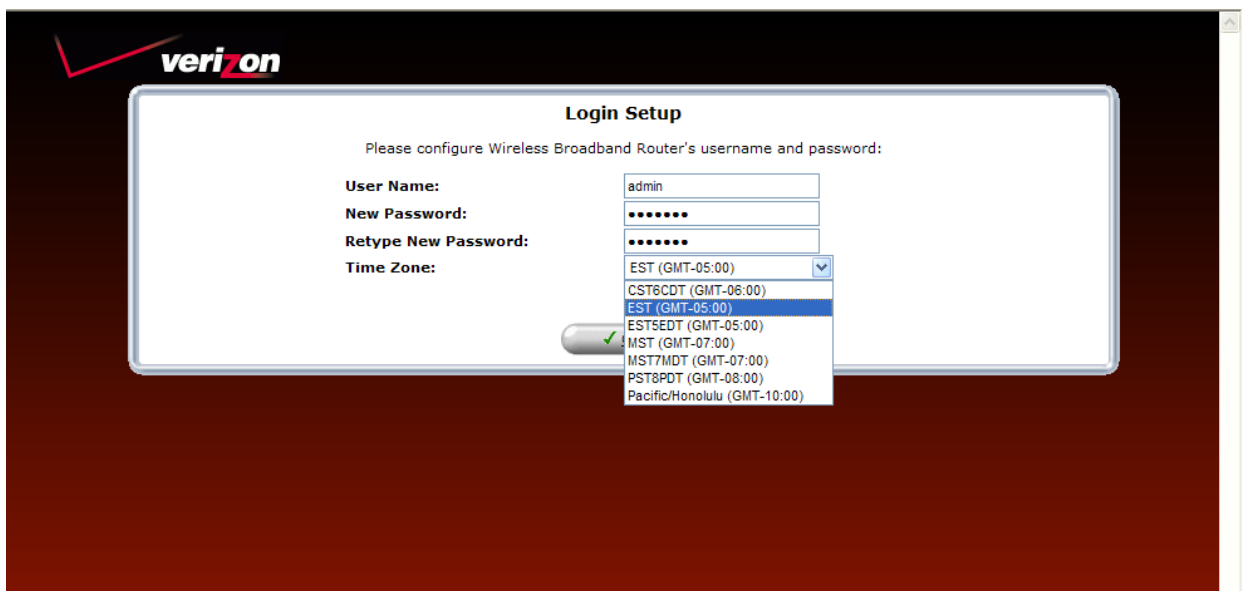 verizon
Login Setup
Please configure Wireless Broadband Router's username and password:
User Name: admin
New Password: •••••••
Retype New Password: •••••••
Time Zone: EST (GMT-05:00)
CST6CDT (GMT-06:00)
EST (GMT-05:00)
EST5EDT (GMT-05:00)
MST (GMT-07:00)
MST7MDT (GMT-07:00)
PST8PDT (GMT-08:00)
Pacific/Honolulu (GMT-10:00)